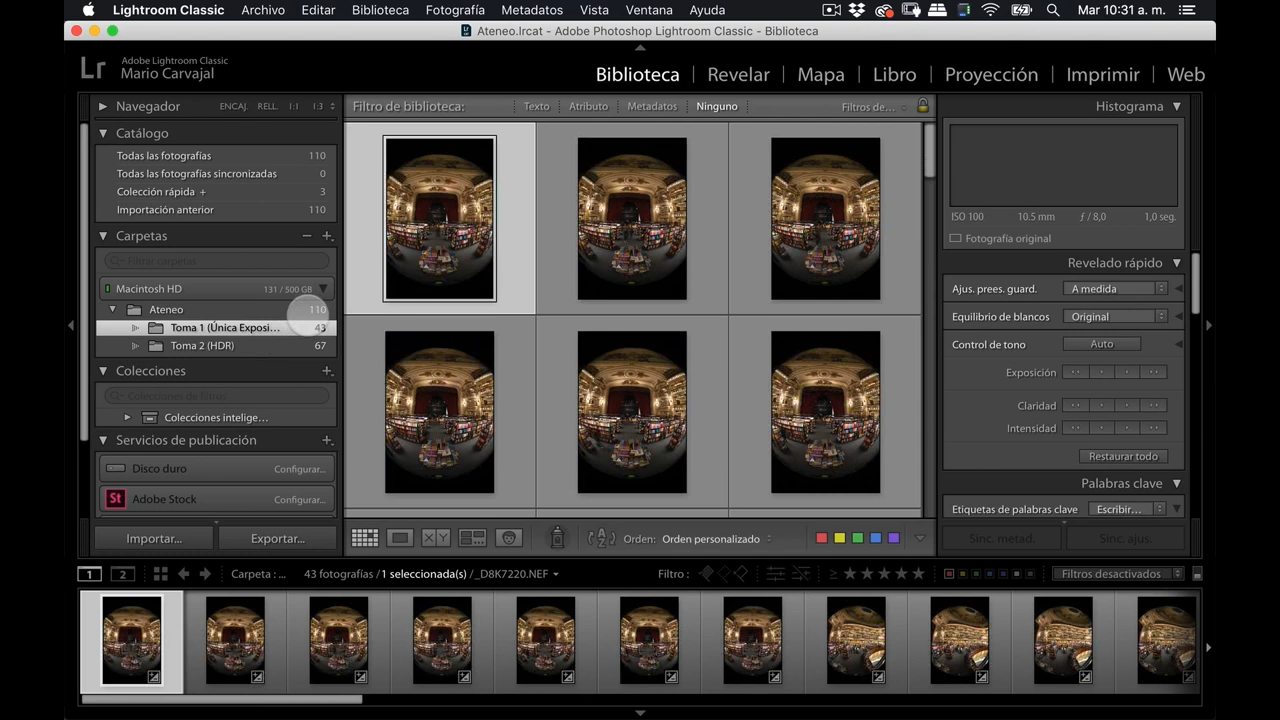 Lightroom Classic Archivo Editar Biblioteca Fotografía Metadatos Vista Ventana Ayuda Mar 10:31 a. m.
Ateneo.lrcat - Adobe Photoshop Lightroom Classic - Biblioteca
Lr Adobe Lightroom Classic
Mario Carvajal
Biblioteca | Revelar | Mapa | Libro | Proyección | Imprimir | Web
Navegador ENCAJ. RELL. 1:1 1:3
Filtro de biblioteca: Texto Atributo Metadatos Ninguno Filtros de...
Histograma
Catálogo
Todas las fotografías 110
Todas las fotografías sincronizadas 0
Colección rápida + 3
Importación anterior 110
ISO 100 10.5 mm ƒ / 8,0 1,0 seg.
Fotografía original
Carpetas
Filtrar carpetas
Macintosh HD 131 / 500 GB
Ateneo 110
Toma 1 (Única Exposi... 43
Toma 2 (HDR) 67
Revelado rápido
Ajus. prees. guard. A medida
Equilibrio de blancos Original
Control de tono Auto
Exposición
Claridad
Intensidad
Restaurar todo
Colecciones
Colecciones de filtros
Colecciones intelige...
Servicios de publicación
Disco duro Configurar...
St Adobe Stock Configurar...
Palabras clave
Etiquetas de palabras clave Escribir...
Importar... Exportar...
X Y Orden: Orden personalizado
Sinc. metad. Sinc. ajus.
1 2 Carpeta : ... 43 fotografías / 1 seleccionada(s) / _D8K7220.NEF Filtro : Filtros desactivados